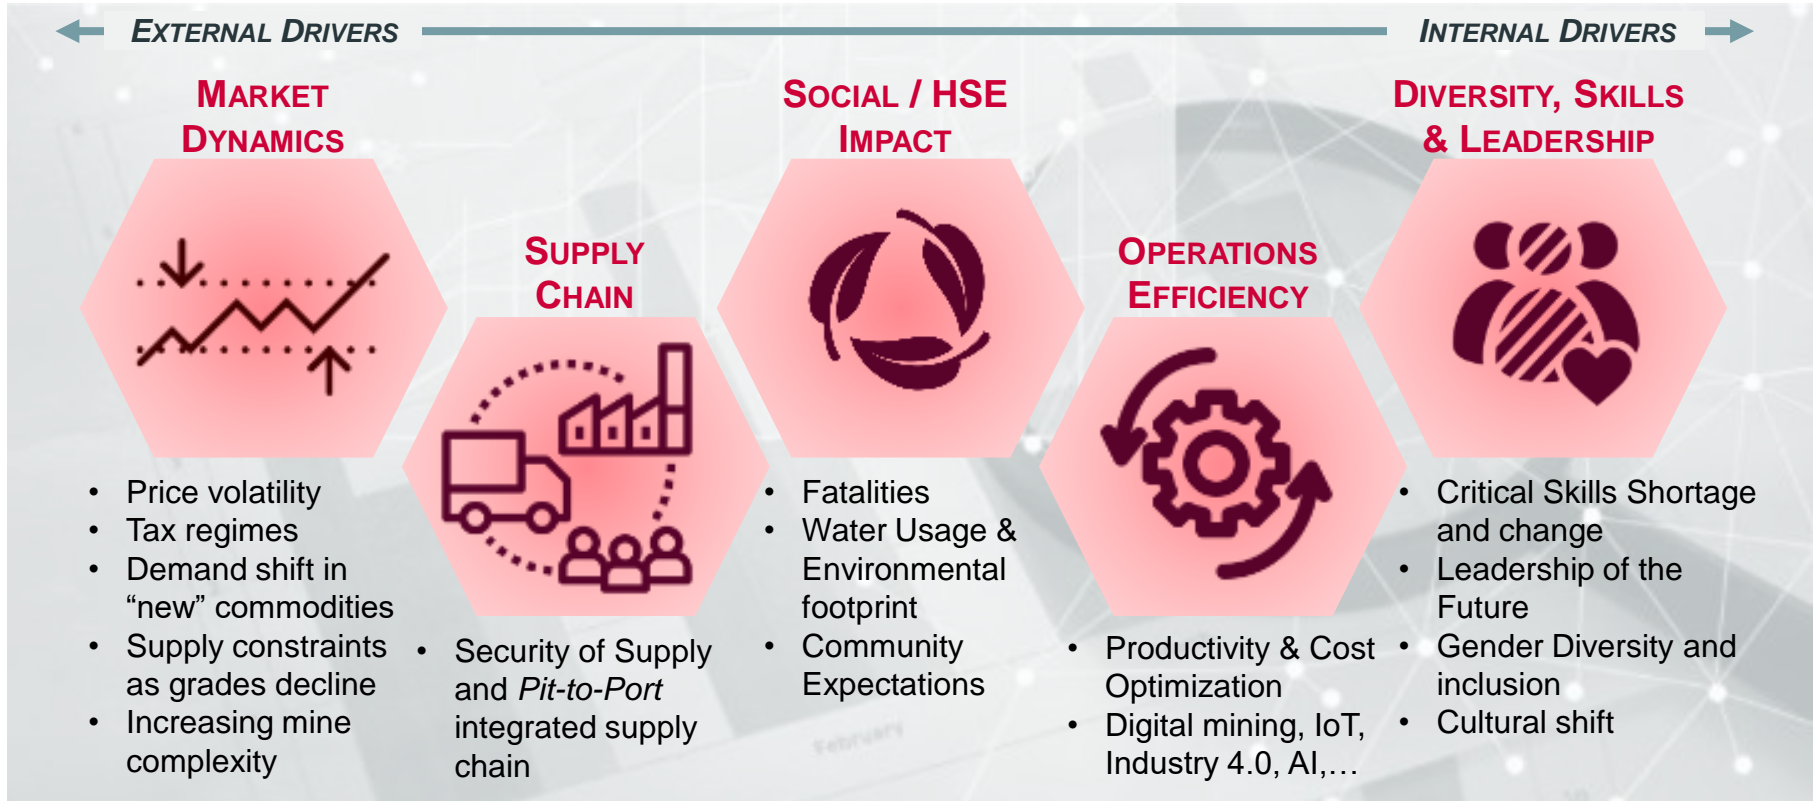 EXTERNAL DRIVERS
INTERNAL DRIVERS
MARKET
DYNAMICS
• Price volatility
• Tax regimes
• Demand shift in
“new” commodities
• Supply constraints
as grades decline
• Increasing mine
complexity
SUPPLY
CHAIN
• Security of Supply
and Pit-to-Port
integrated supply
chain
SOCIAL / HSE
IMPACT
• Fatalities
• Water Usage &
Environmental
footprint
• Community
Expectations
OPERATIONS
EFFICIENCY
• Productivity & Cost
Optimization
• Digital mining, IoT,
Industry 4.0, AI,…
DIVERSITY, SKILLS
& LEADERSHIP
• Critical Skills Shortage
and change
• Leadership of the
Future
• Gender Diversity and
inclusion
• Cultural shift
February